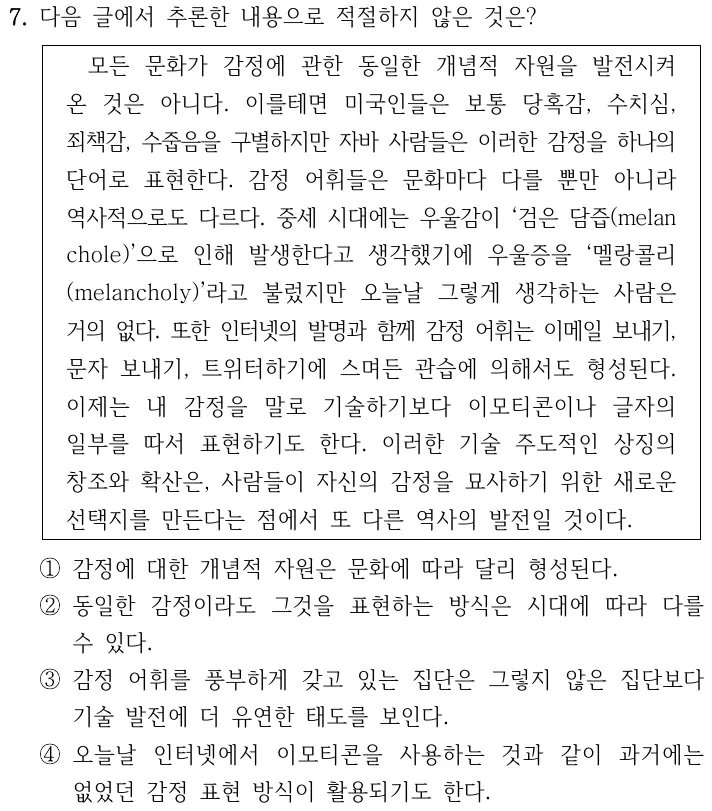 7. 다음 글에서 추론한 내용으로 적절하지 않은 것은?
모든 문화가 감정에 관한 동일한 개념적 자원을 발전시켜
온 것은 아니다. 이를테면 미국인들은 보통 당혹감, 수치심,
죄책감, 수줍음을 구별하지만 자바 사람들은 이러한 감정을 하나의
단어로 표현한다. 감정 어휘들은 문화마다 다를 뿐만 아니라
역사적으로도 다르다. 중세 시대에는 우울감이 ‘검은 담즙(melan
chole)’으로 인해 발생한다고 생각했기에 우울증을 ‘멜랑콜리
(melancholy)’라고 불렀지만 오늘날 그렇게 생각하는 사람은
거의 없다. 또한 인터넷의 발명과 함께 감정 어휘는 이메일 보내기,
문자 보내기, 트위터하기에 스며든 관습에 의해서도 형성된다.
이제는 내 감정을 말로 기술하기보다 이모티콘이나 글자의
일부를 따서 표현하기도 한다. 이러한 기술 주도적인 상징의
창조와 확산은, 사람들이 자신의 감정을 묘사하기 위한 새로운
선택지를 만든다는 점에서 또 다른 역사의 발전일 것이다.
① 감정에 대한 개념적 자원은 문화에 따라 달리 형성된다.
② 동일한 감정이라도 그것을 표현하는 방식은 시대에 따라 다를
수 있다.
③ 감정 어휘를 풍부하게 갖고 있는 집단은 그렇지 않은 집단보다
기술 발전에 더 유연한 태도를 보인다.
④ 오늘날 인터넷에서 이모티콘을 사용하는 것과 같이 과거에는
없었던 감정 표현 방식이 활용되기도 한다.